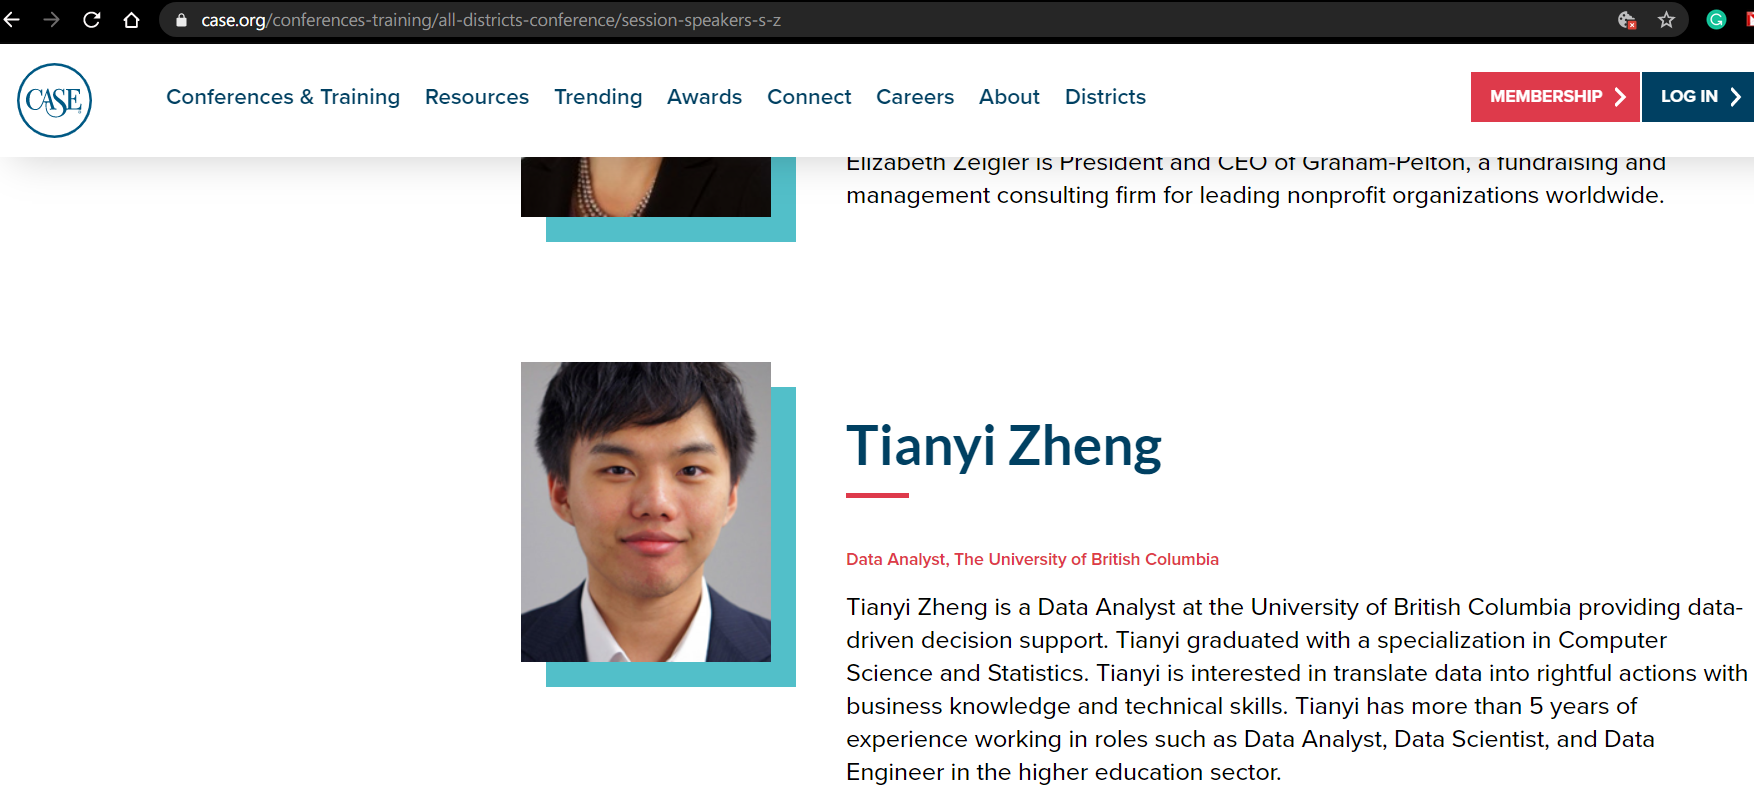 case.org/conferences-training/all-districts-conference/session-speakers-s-z
CASE
Conferences & Training Resources Trending Awards Connect Careers About Districts
MEMBERSHIP LOG IN
Elizabeth Zeigler is President and CEO of Graham-Pelton, a fundraising and
management consulting firm for leading nonprofit organizations worldwide.
Tianyi Zheng
Data Analyst, The University of British Columbia
Tianyi Zheng is a Data Analyst at the University of British Columbia providing data-
driven decision support. Tianyi graduated with a specialization in Computer
Science and Statistics. Tianyi is interested in translate data into rightful actions with
business knowledge and technical skills. Tianyi has more than 5 years of
experience working in roles such as Data Analyst, Data Scientist, and Data
Engineer in the higher education sector.